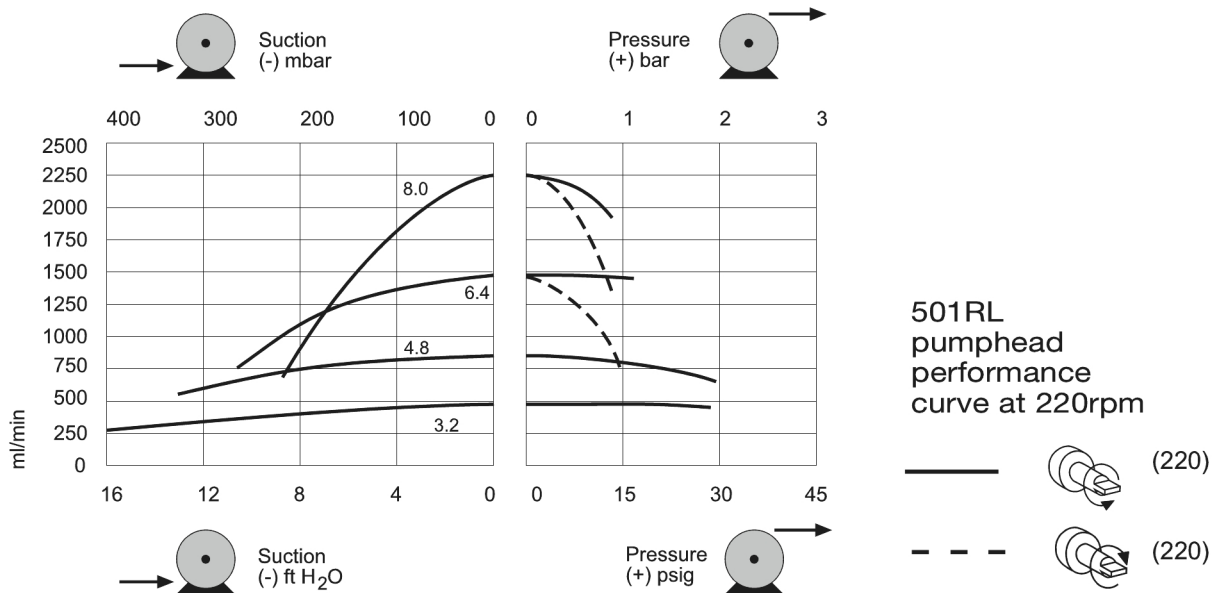 Suction
(-) mbar
Pressure
(+) bar
400 300 200 100 0 0 1 2 3
2500
2250
2000
1750
1500
1250
1000
750
500
250
0
ml/min
8.0
6.4
4.8
3.2
16 12 8 4 0 0 15 30 45
Suction
(-) ft H₂O
Pressure
(+) psig
501RL
pumphead
performance
curve at 220rpm
(220)
(220)